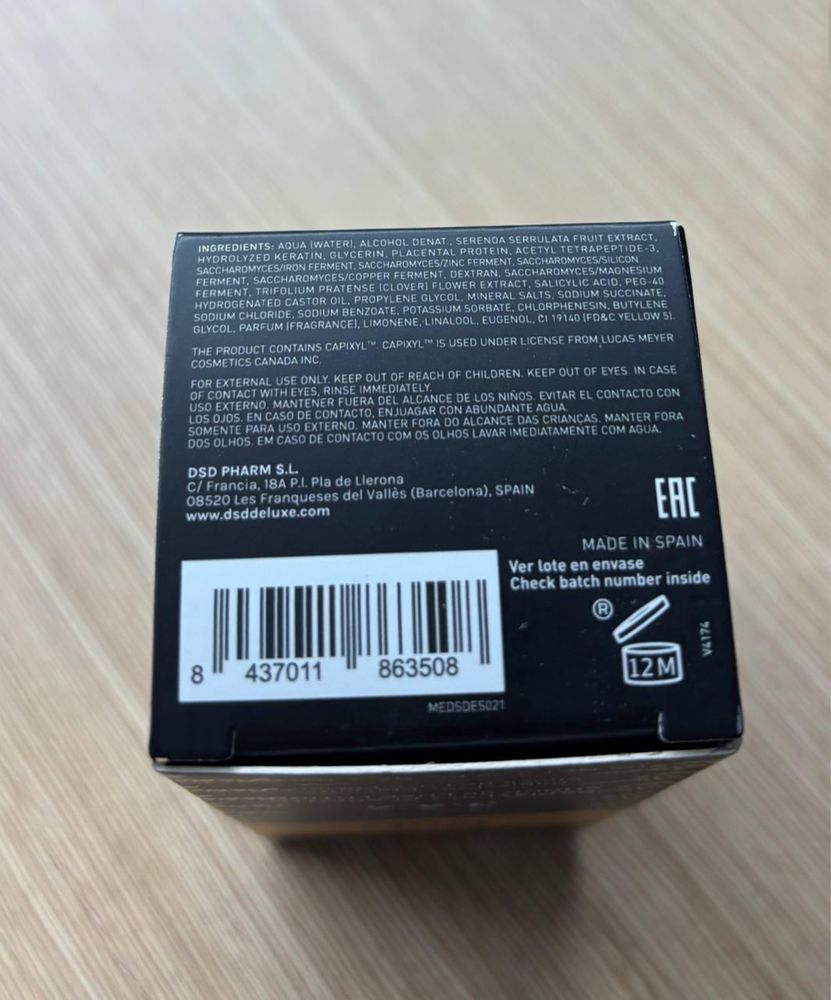 INGREDIENTS: AQUA (WATER), ALCOHOL DENAT., SERENOA SERRULATA FRUIT EXTRACT,
HYDROLYZED KERATIN, GLYCERIN, PLACENTAL PROTEIN, ACETYL TETRAPEPTIDE-3,
SACCHAROMYCES/IRON FERMENT, SACCHAROMYCES/ZINC FERMENT, SACCHAROMYCES/SILICON
FERMENT, SACCHAROMYCES/COPPER FERMENT, DEXTRAN, SACCHAROMYCES/MAGNESIUM
FERMENT, TRIFOLIUM PRATENSE (CLOVER) FLOWER EXTRACT, SALICYLIC ACID, PEG-40
HYDROGENATED CASTOR OIL, PROPYLENE GLYCOL, MINERAL SALTS, SODIUM SUCCINATE,
SODIUM CHLORIDE, SODIUM BENZOATE, POTASSIUM SORBATE, CHLORPHENESIN, BUTYLENE
GLYCOL, PARFUM (FRAGRANCE), LIMONENE, LINALOOL, EUGENOL, CI 19140 (FD&C YELLOW 5).
THE PRODUCT CONTAINS CAPIXYL™. CAPIXYL™ IS USED UNDER LICENSE FROM LUCAS MEYER
COSMETICS CANADA INC.
FOR EXTERNAL USE ONLY. KEEP OUT OF REACH OF CHILDREN. KEEP OUT OF EYES. IN CASE
OF CONTACT WITH EYES, RINSE IMMEDIATELY.
USO EXTERNO. MANTENER FUERA DEL ALCANCE DE LOS NIÑOS. EVITAR EL CONTACTO CON
LOS OJOS. EN CASO DE CONTACTO, ENJUAGAR CON ABUNDANTE AGUA.
SOMENTE PARA USO EXTERNO. MANTER FORA DO ALCANCE DAS CRIANÇAS. MANTER FORA
DOS OLHOS. EM CASO DE CONTACTO COM OS OLHOS LAVAR IMEDIATAMENTE COM AGUA.
DSD PHARM S.L.
C/ Francia, 18A P.I. Pla de Llerona
08520 Les Franqueses del Vallès (Barcelona), SPAIN
www.dsddeluxe.com
EAC
MADE IN SPAIN
Ver lote en envase
Check batch number inside
®
12M
V4174
8 437011 863508
MEDSDES021